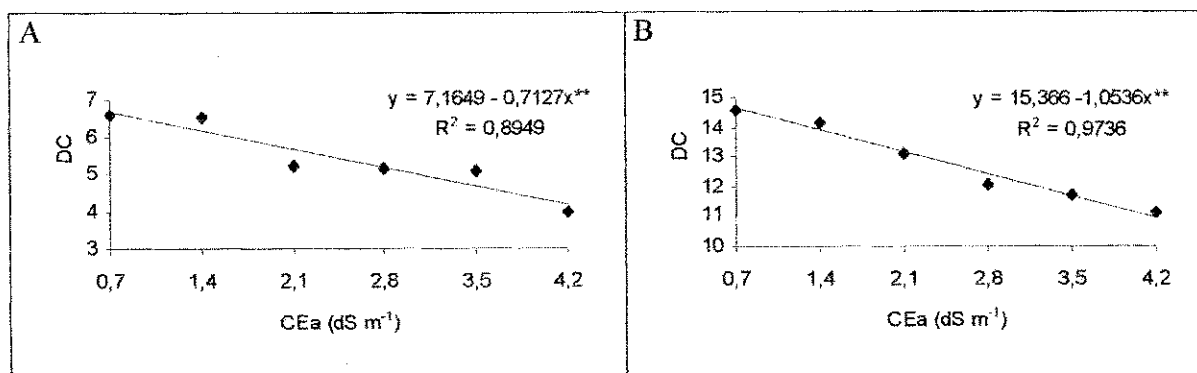 A
y = 7,1649 - 0,7127x**
R² = 0,8949
DC
7
6
5
4
3
0,7 1,4 2,1 2,8 3,5 4,2
CEa (dS m⁻¹)
B
y = 15,366 -1,0536x**
R² = 0,9736
DC
15
14
13
12
11
10
0,7 1,4 2,1 2,8 3,5 4,2
CEa (dS m⁻¹)